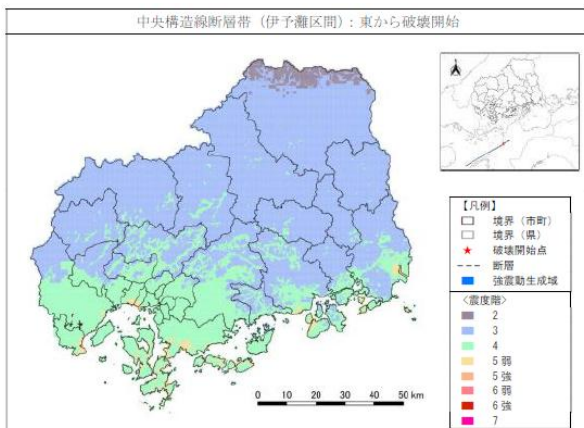 中央構造線断層帯（伊予灘区間）: 東から破壊開始
【凡例】
境界（市町）
境界（県）
破壊開始点
断層
強震動生成域
<震度階>
2
3
4
5 弱
5 強
6 弱
6 強
7
0 10 20 30 40 50 km